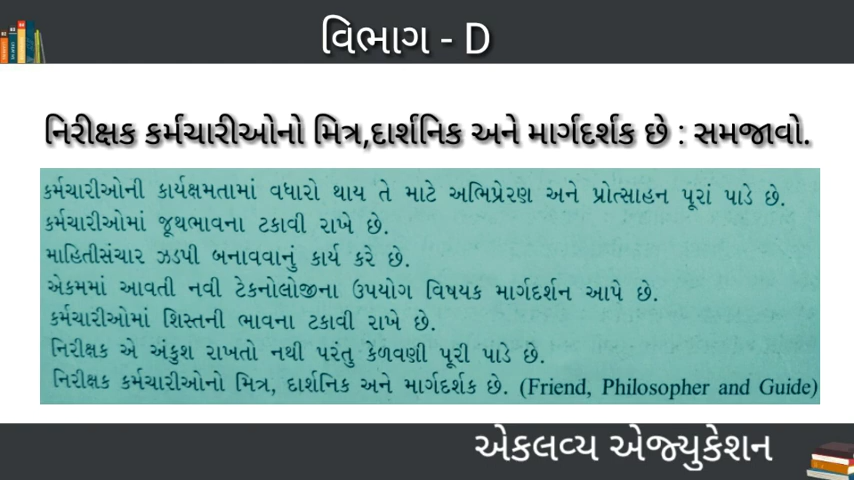 વિભાગ - D
નિરીક્ષક કર્મચારીઓનો મિત્ર,દાર્શનિક અને માર્ગદર્શક છે : સમજાવો.
કર્મચારીઓની કાર્યક્ષમતામાં વધારો થાય તે માટે અભિપ્રેરણ અને પ્રોત્સાહન પૂરાં પાડે છે.
કર્મચારીઓમાં જૂથભાવના ટકાવી રાખે છે.
માહિતીસંચાર ઝડપી બનાવવાનું કાર્ય કરે છે.
એકમમાં આવતી નવી ટેકનોલોજીના ઉપયોગ વિષયક માર્ગદર્શન આપે છે.
કર્મચારીઓમાં શિસ્તની ભાવના ટકાવી રાખે છે.
નિરીક્ષક એ અંકુશ રાખતો નથી પરંતુ કેળવણી પૂરી પાડે છે.
નિરીક્ષક કર્મચારીઓનો મિત્ર, દાર્શનિક અને માર્ગદર્શક છે. (Friend, Philosopher and Guide)
એકલવ્ય એજ્યુકેશન